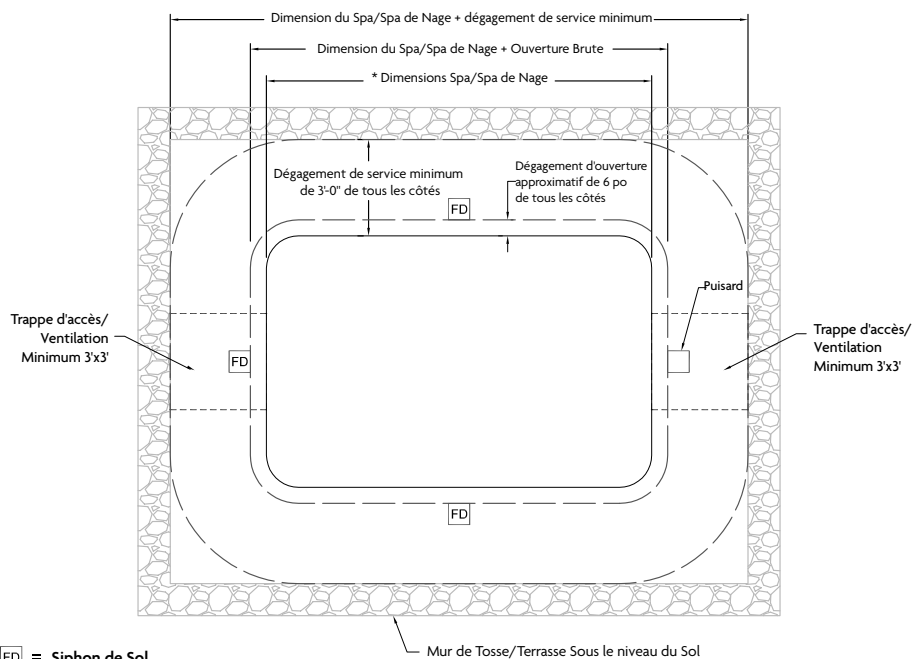 Dimension du Spa/Spa de Nage + dégagement de service minimum
Dimension du Spa/Spa de Nage + Ouverture Brute
* Dimensions Spa/Spa de Nage
Dégagement de service minimum
de 3'-0" de tous les côtés
Dégagement d'ouverture
approximatif de 6 po
de tous les côtés
FD
Puisard
Trappe d'accès/
Ventilation
Minimum 3'x3'
FD
Trappe d'accès/
Ventilation
Minimum 3'x3'
FD
Mur de Tosse/Terrasse Sous le niveau du Sol
FD = Siphon de Sol